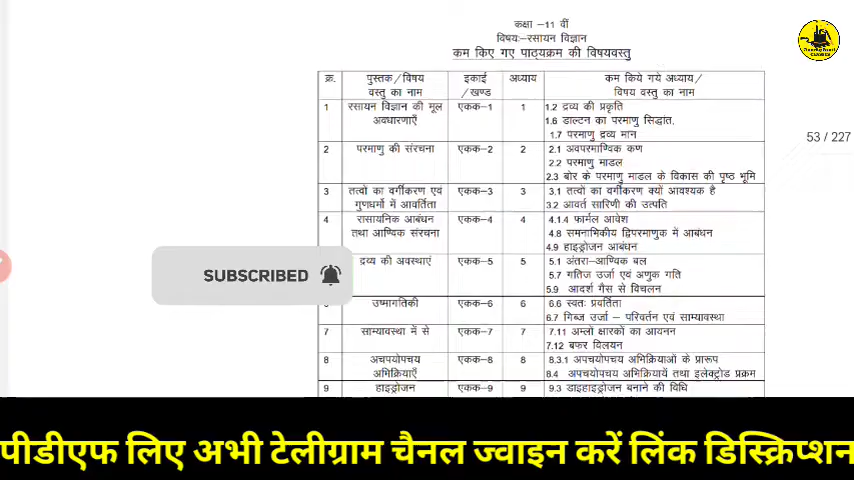 कक्षा –11 वीं
विषयः–रसायन विज्ञान
कम किए गए पाठ्यक्रम की विषयवस्तु
क्र. पुस्तक/विषय वस्तु का नाम इकाई /खण्ड अध्याय कम किये गये अध्याय/ विषय वस्तु का नाम
1 रसायन विज्ञान की मूल अवधारणाएँ एकक–1 1 1.2 द्रव्य की प्रकृति
1.6 डाल्टन का परमाणु सिद्धांत,
1.7 परमाणु द्रव्य मान
2 परमाणु की संरचना एकक–2 2 2.1 अवपरमाण्विक कण
2.2 परमाणु माडल
2.3 बोर के परमाणु माडल के विकास की पृष्ठ भूमि
3 तत्वों का वर्गीकरण एवं गुणधर्मो में आवर्तिता एकक–3 3 3.1 तत्वों का वर्गीकरण क्यों आवश्यक है
3.2 आवर्त सारिणी की उत्पति
4 रासायनिक आबंधन तथा आण्विक संरचना एकक–4 4 4.1.4 फार्मल आवेश
4.8 समनाभिकीय द्विपरमाणुक में आबंधन
4.9 हाइड्रोजन आबंधन
द्रव्य की अवस्थाएं एकक–5 5 5.1 अंतरा–आण्विक बल
5.7 गतिज उर्जा एवं अणुक गति
5.9 आदर्श गैस से विचलन
उष्मागतिकी एकक–6 6 6.6 स्वतः प्रवर्तिता
6.7 गिब्ज उर्जा – परिवर्तन एवं साम्यावस्था
7 साम्यावस्था में से एकक–7 7 7.11 अम्लों क्षारकों का आयनन
7.12 बफर विलयन
8 अचपयोपचय अभिक्रियाएँ एकक–8 8 8.3.1 अपचयोपचय अभिक्रियाओं के प्रारूप
8.4 अपचयोपचय अभिक्रियायें तथा इलेक्ट्रोड प्रक्रम
9 हाइड्रोजन एकक–9 9 9.3 डाइहाइड्रोजन बनाने की विधि
53 / 227
SUBSCRIBED
पीडीएफ लिए अभी टेलीग्राम चैनल ज्वाइन करें लिंक डिस्क्रिप्शन